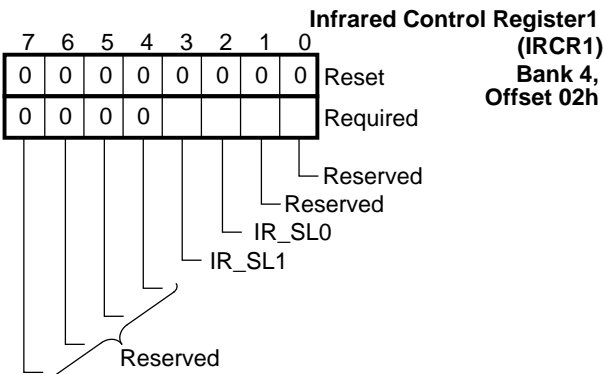 Infrared Control Register1
(IRCR1)
Bank 4,
Offset 02h
7 6 5 4 3 2 1 0
0 0 0 0 0 0 0 0 Reset
0 0 0 0 Required
Reserved
Reserved
IR_SL0
IR_SL1
Reserved